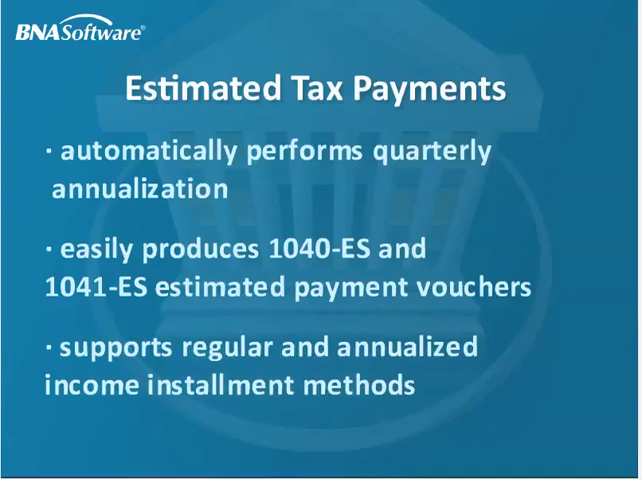 BNASoftware®
Estimated Tax Payments
· automatically performs quarterly
annualization
· easily produces 1040-ES and
1041-ES estimated payment vouchers
· supports regular and annualized
income installment methods